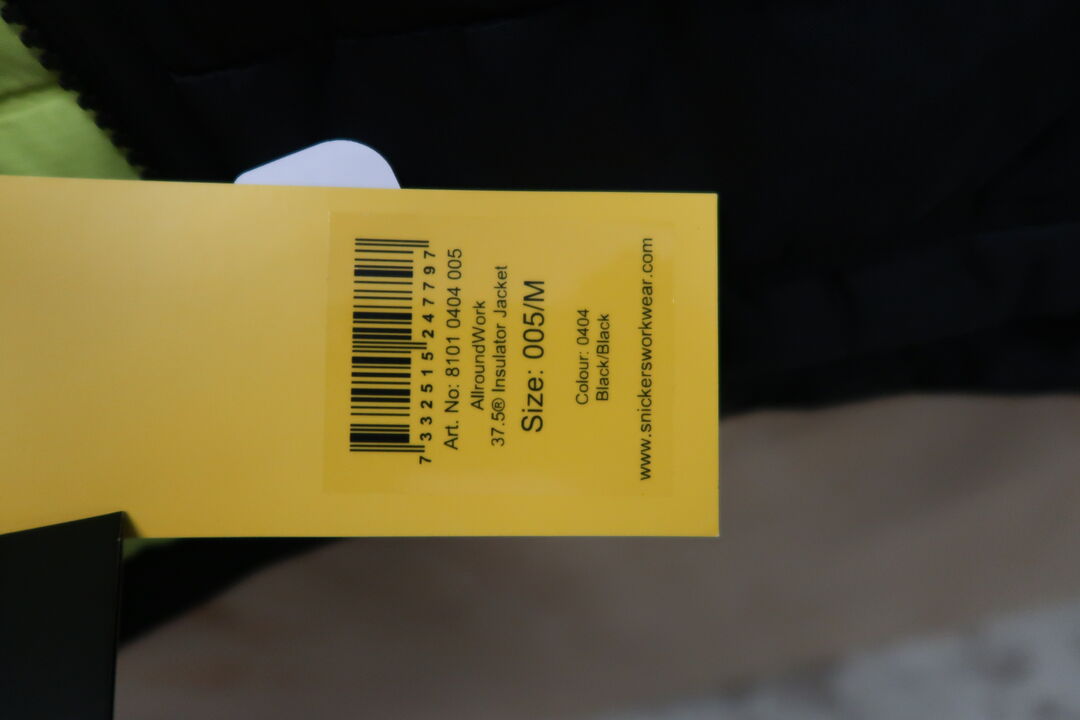 7 332515 247797
Art. No: 8101 0404 005
AllroundWork
37.5® Insulator Jacket
Size: 005/M
Colour: 0404
Black/Black
www.snickersworkwear.com